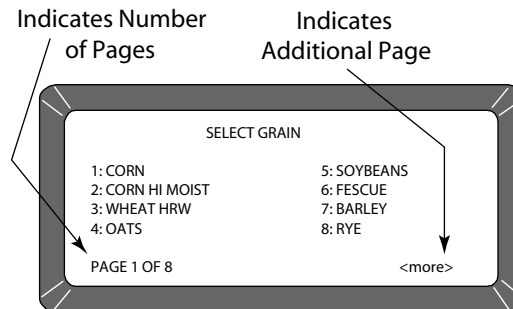 Indicates Number
of Pages
Indicates
Additional Page
SELECT GRAIN
1: CORN
2: CORN HI MOIST
3: WHEAT HRW
4: OATS
5: SOYBEANS
6: FESCUE
7: BARLEY
8: RYE
PAGE 1 OF 8
<more>